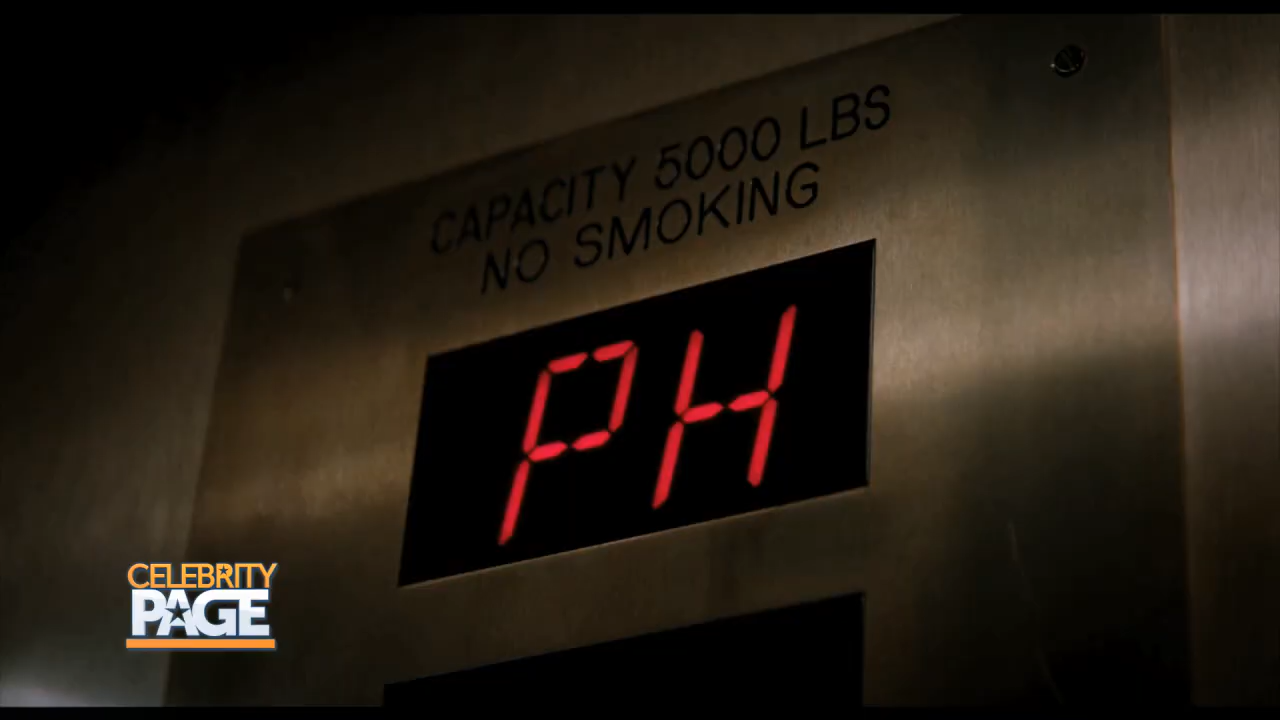 CAPACITY 5000 LBS
NO SMOKING
PH
CELEBRITY
PAGE